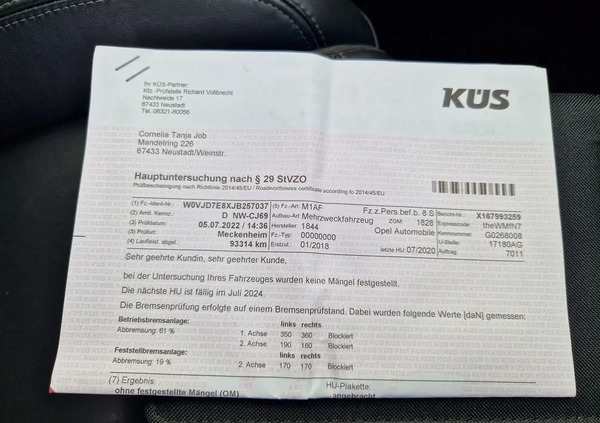 KÜS
Ihr KÜS-Partner:
Kfz.-Prüfstelle Richard Vollbrecht
Nachtweide 17
67433 Neustadt
Tel. 06321-80056
Cornelia Tanja Job
Mandelring 226
67433 Neustadt/Weinstr.
Hauptuntersuchung nach § 29 StVZO
Prüfbescheinigung nach Richtlinie 2014/45/EU / Roadworthiness certificate according to 2014/45/EU
(1) Fz.-Ident-Nr. W0VJD7E8XJB257037 (5) Fz.-Art: M1AF Fz.z.Pers.bef.b. 8 S Bericht-Nr.: X167993259
(2) Amtl. Kennz.: D NW-CJ69 Aufbau-Art Mehrzweckfahrzeug ZGM: 1828 Expresscode: theWMfN7
(3) Prüfdatum: 05.07.2022 / 14:36 Hersteller 1844 Opel Automobile G0268008
(3) Prüfort: Meckenheim Fz.-Typ: 00000000 U-Stelle: 17180AG
(4) Laufleist. abgel.: 93314 km Erstzul. 01/2018 letzte HU: 07/2020 Auftrag: 7011
Sehr geehrte Kundin, sehr geehrter Kunde,
bei der Untersuchung Ihres Fahrzeuges wurden keine Mängel festgestellt.
Die nächste HU ist fällig im Juli 2024.
Die Bremsenprüfung erfolgte auf einem Bremsenprüfstand. Dabei wurden folgende Werte [daN] gemessen:
Betriebsbremsanlage: links rechts
Abbremsung: 61 % 1. Achse 350 360 Blockiert
2. Achse 190 180 Blockiert
Feststellbremsanlage: links rechts
Abbremsung: 19 % 2. Achse 170 170 Blockiert
(7) Ergebnis: HU-Plakette
ohne festgestellte Mängel (OM) angebracht